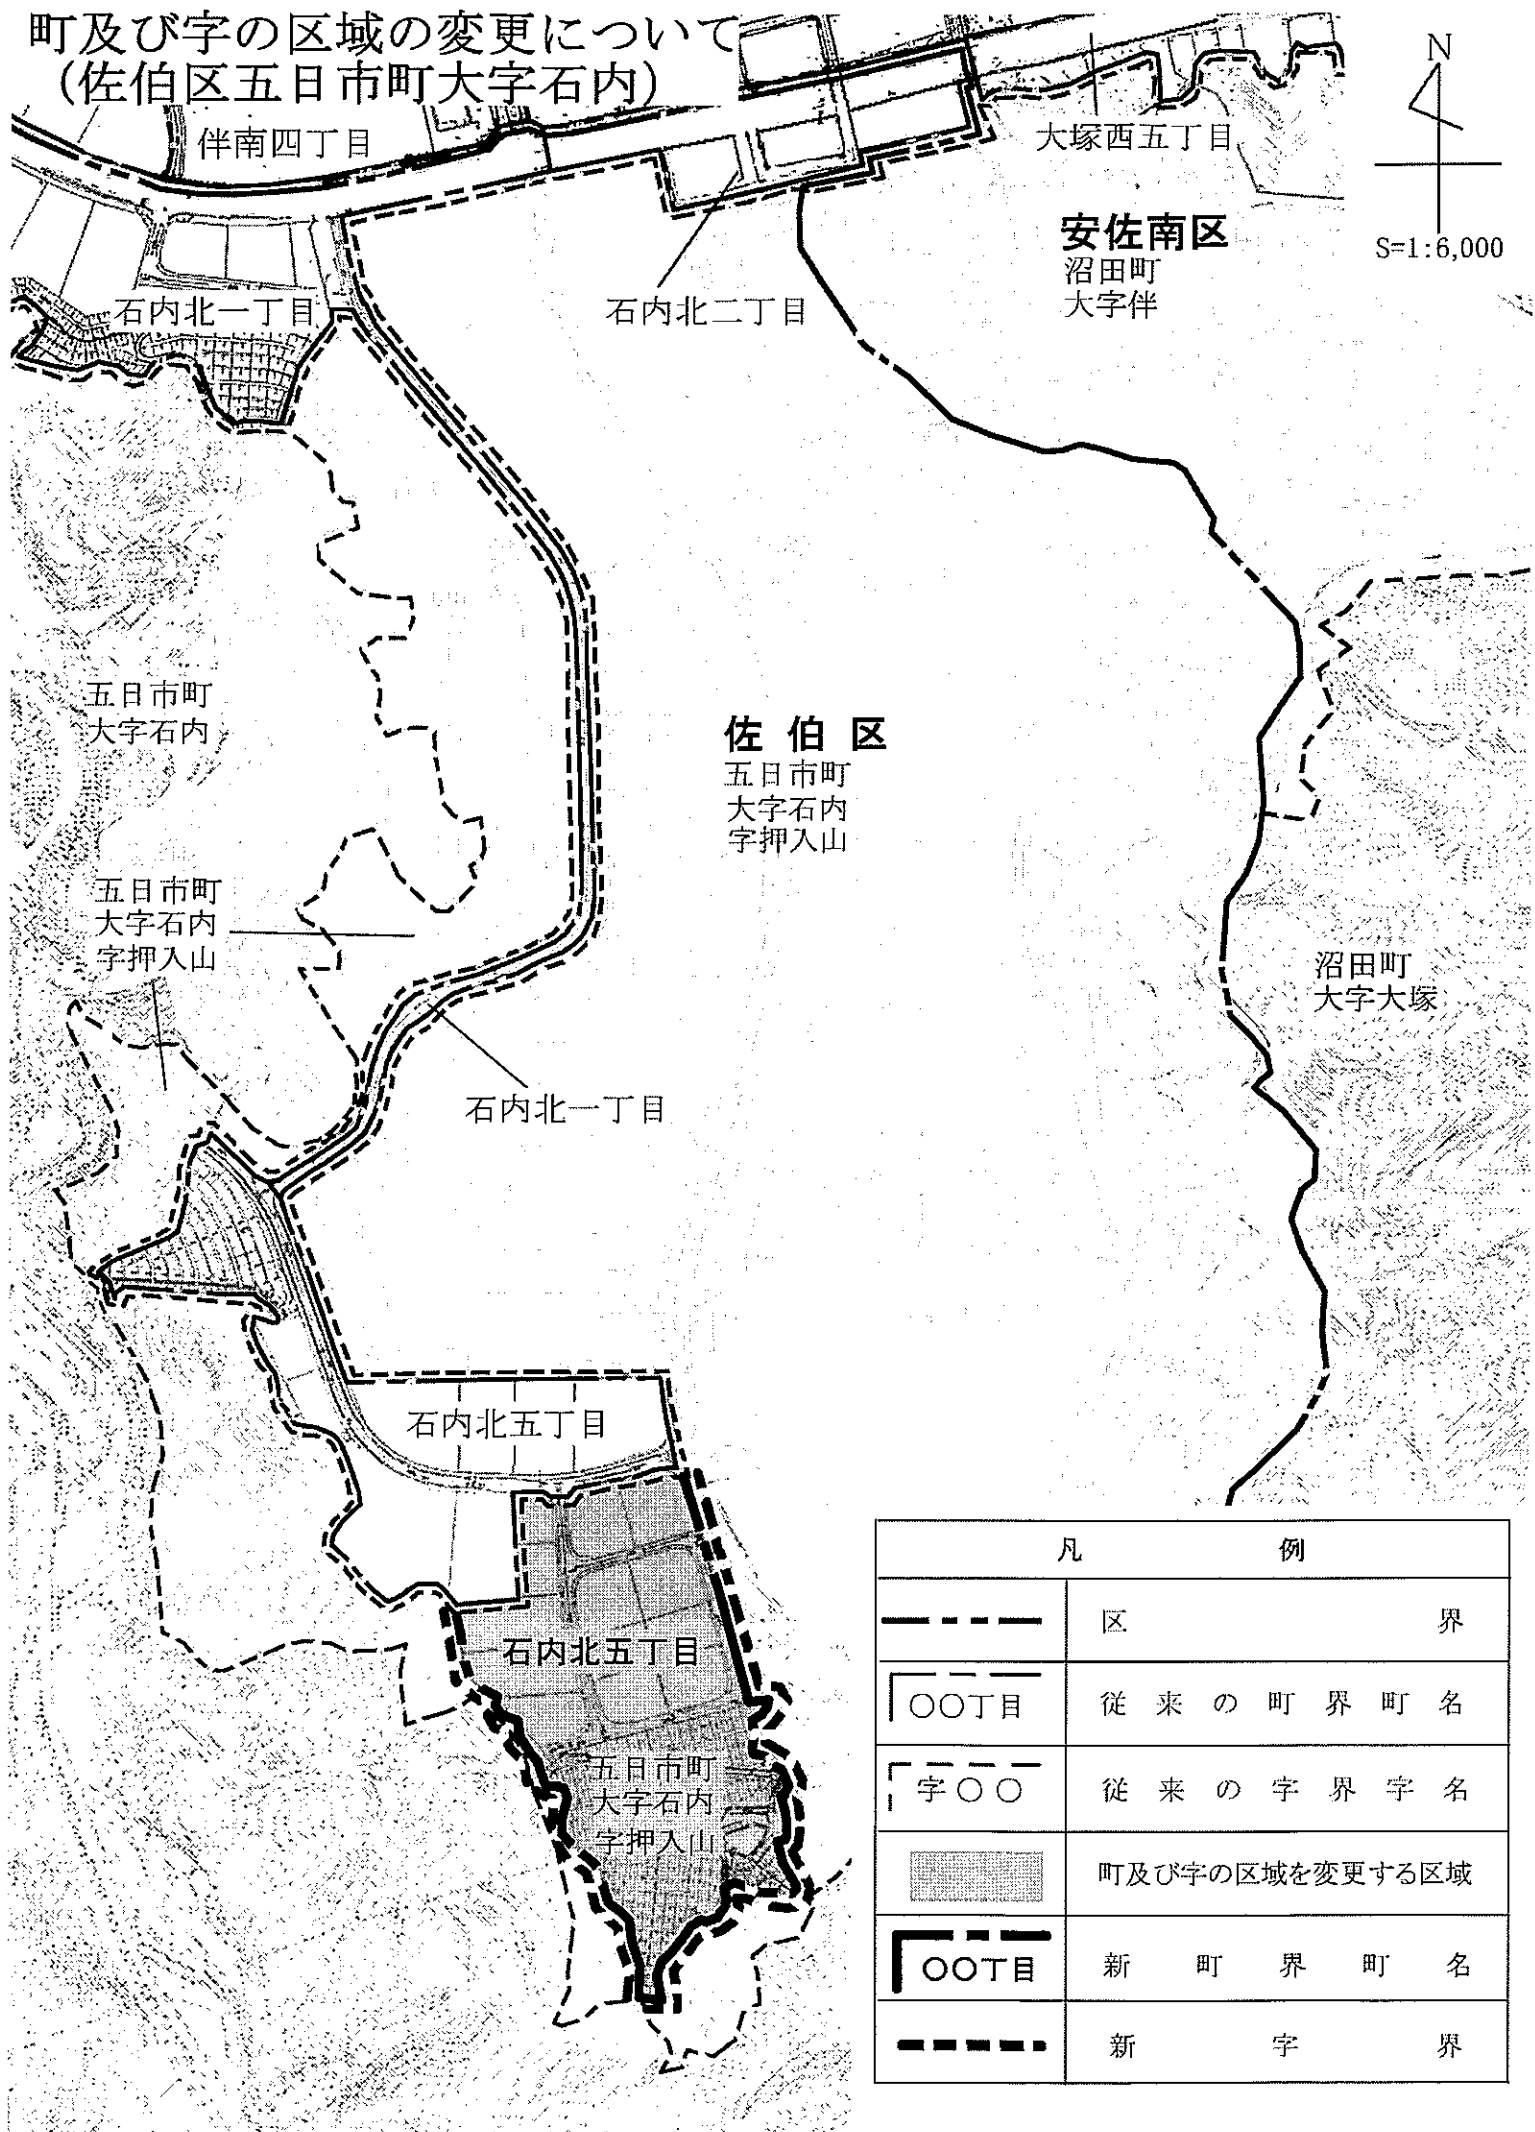 町及び字の区域の変更について
(佐伯区五日市町大字石内)
N
S=1:6,000
伴南四丁目
大塚西五丁目
安佐南区
沼田町
大字伴
石内北一丁目
石内北二丁目
五日市町
大字石内
佐伯区
五日市町
大字石内
字押入山
五日市町
大字石内
字押入山
沼田町
大字大塚
石内北一丁目
石内北五丁目
石内北五丁目
五日市町
大字石内
字押入山
凡例
区界
〇〇丁目 従来の町界町名
字〇〇 従来の字界字名
町及び字の区域を変更する区域
〇〇丁目 新町界町名
新字界